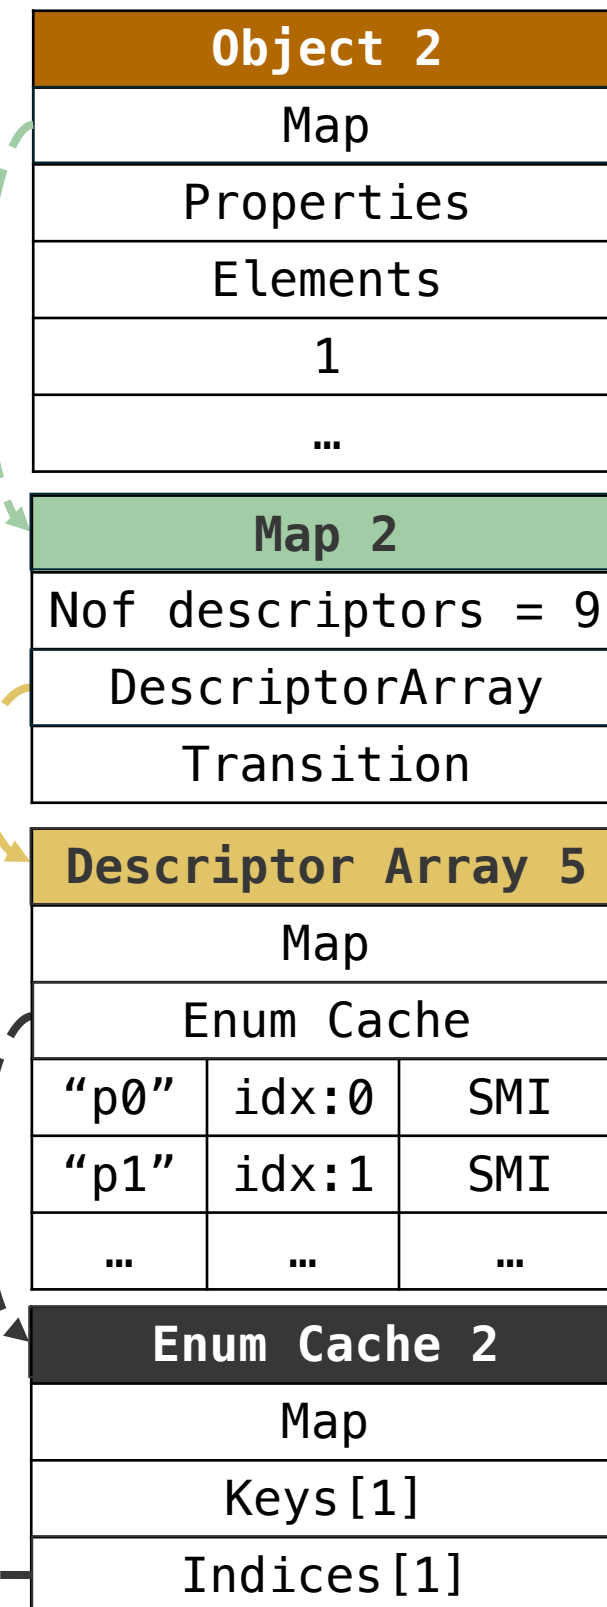 Object 2
Map
Properties
Elements
1
…
Map 2
Nof descriptors = 9
DescriptorArray
Transition
Descriptor Array 5
Map
Enum Cache
“p0” idx:0 SMI
“p1” idx:1 SMI
… … …
Enum Cache 2
Map
Keys[1]
Indices[1]